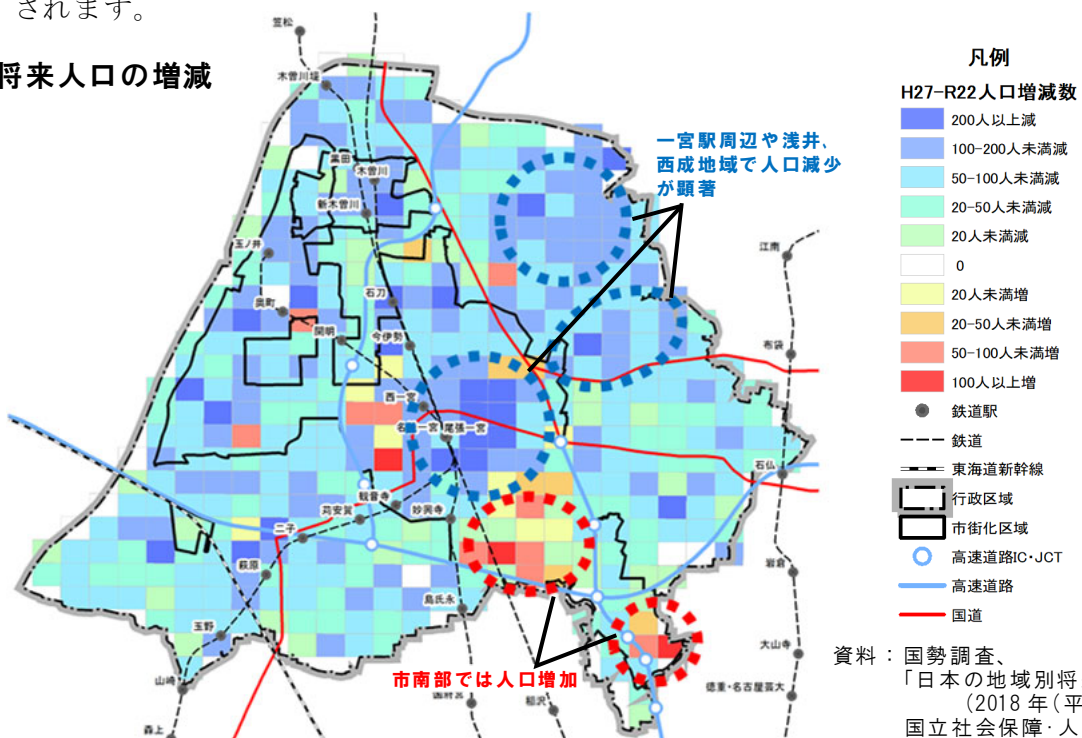 されます。
将来人口の増減
笠松
木曽川堤
黒田
木曽川
新木曽川
玉ノ井
石刀
奥町
開明
今伊勢
西一宮
名鉄一宮
尾張一宮
観音寺
苅安賀
妙興寺
二子
萩原
島氏永
玉野
山崎
森上
国府宮
稲沢
江南
布袋
石仏
岩倉
大山寺
徳重・名古屋芸大
一宮駅周辺や浅井、
西成地域で人口減少
が顕著
市南部では人口増加
凡例
H27-R22人口増減数
200人以上減
100-200人未満減
50-100人未満減
20-50人未満減
20人未満減
0
20人未満増
20-50人未満増
50-100人未満増
100人以上増
鉄道駅
鉄道
東海道新幹線
行政区域
市街化区域
高速道路IC・JCT
高速道路
国道
資料：国勢調査、
「日本の地域別将
（2018年（平
国立社会保障・人